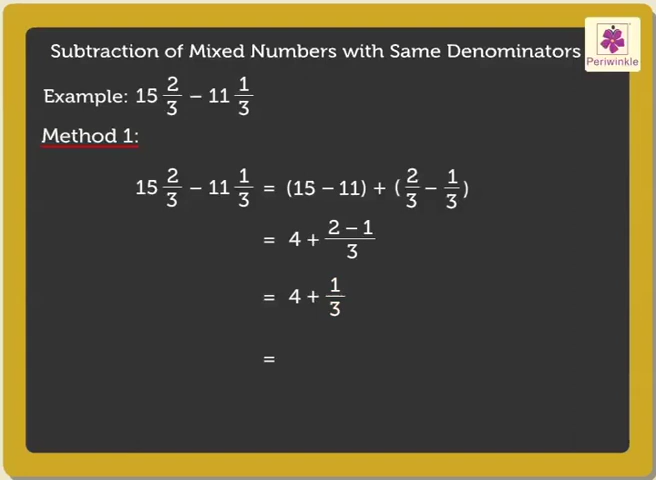 Subtraction of Mixed Numbers with Same Denominators
Periwinkle
Example: 15 2/3 – 11 1/3
Method 1:
15 2/3 – 11 1/3 = (15 – 11) + (2/3 – 1/3)
= 4 + (2 – 1)/3
= 4 + 1/3
=